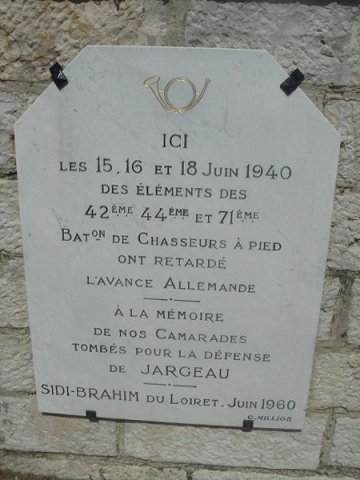 ICI
LES 15, 16 ET 18 JUIN 1940
DES ÉLÉMENTS DES
42ÈME 44ÈME ET 71ÈME
BATON DE CHASSEURS À PIED
ONT RETARDÉ
L'AVANCE ALLEMANDE
À LA MÉMOIRE
DE NOS CAMARADES
TOMBÉS POUR LA DÉFENSE
DE JARGEAU
SIDI-BRAHIM DU LOIRET. JUIN 1960
C. MILLION